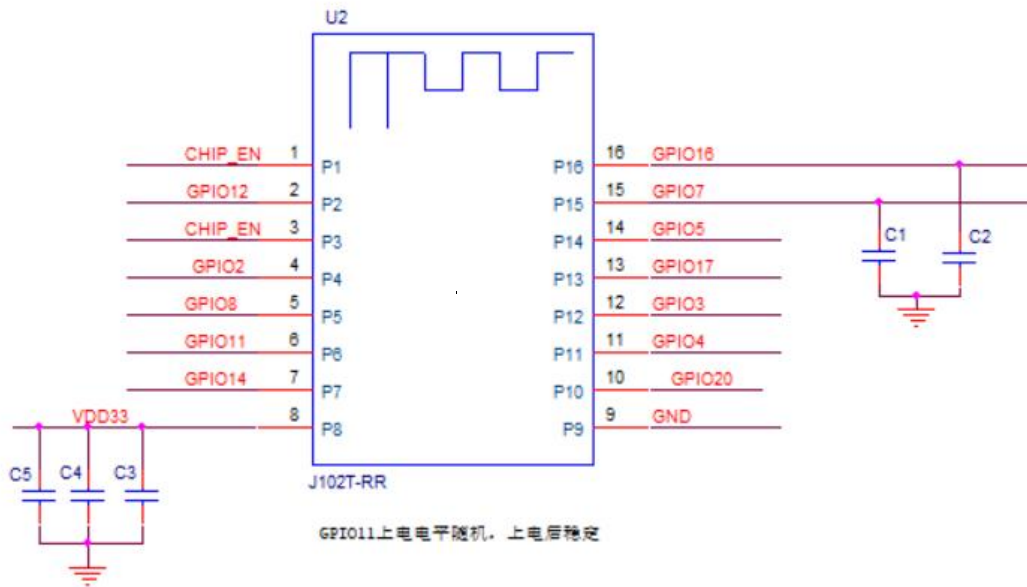 U2
CHIP_EN 1 P1 P16 16 GPIO16
GPIO12 2 P2 P15 15 GPIO7
CHIP_EN 3 P3 P14 14 GPIO5
C1 C2
GPIO2 4 P4 P13 13 GPIO17
GPIO8 5 P5 P12 12 GPIO3
GPIO11 6 P6 P11 11 GPIO4
GPIO14 7 P7 P10 10 GPIO20
VDD33 8 P8 P9 9 GND
C5 C4 C3
J102T-RR
GPIO11上电电平随机，上电后稳定